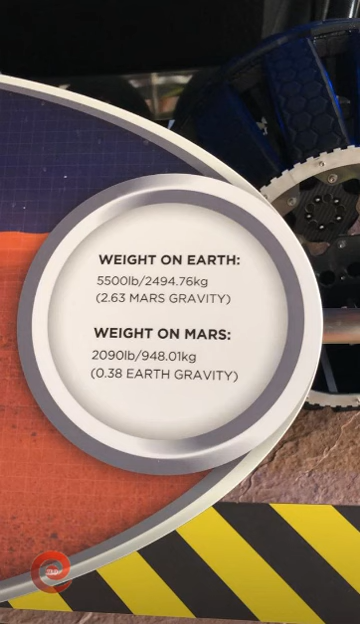 WEIGHT ON EARTH:
5500lb/2494.76kg
(2.63 MARS GRAVITY)
WEIGHT ON MARS:
2090lb/948.01kg
(0.38 EARTH GRAVITY)